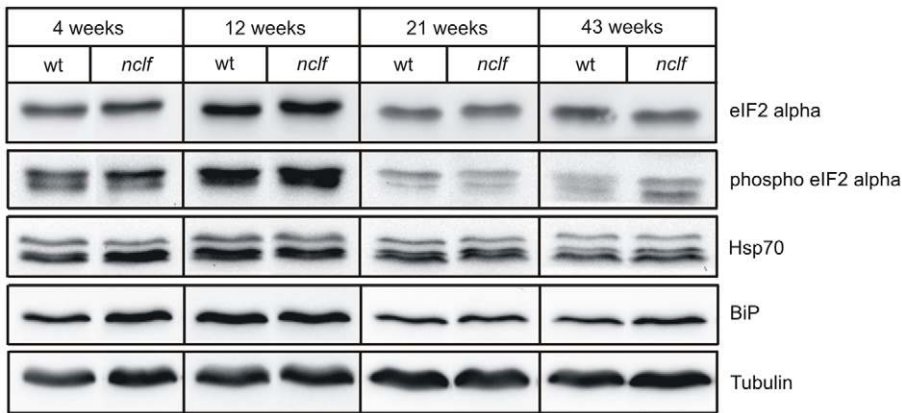 4 weeks 12 weeks 21 weeks 43 weeks
wt nclf wt nclf wt nclf wt nclf
eIF2 alpha
phospho eIF2 alpha
Hsp70
BiP
Tubulin